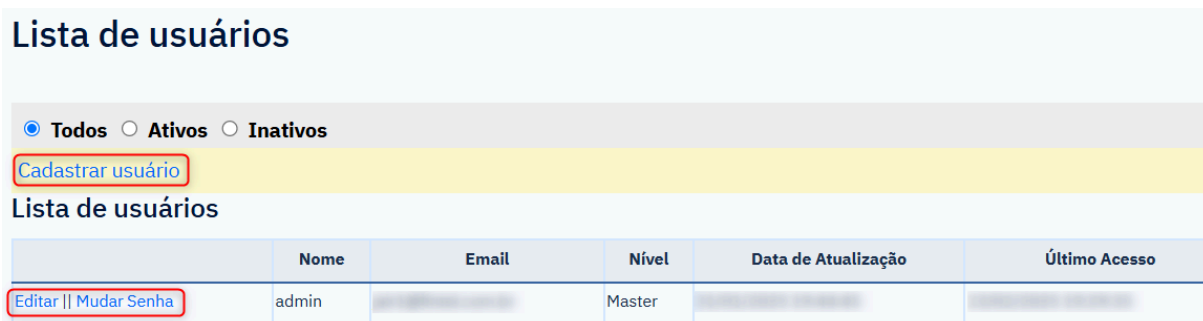 Lista de usuários
Todos Ativos Inativos
Cadastrar usuário
Lista de usuários
Nome Email Nível Data de Atualização Último Acesso
Editar || Mudar Senha admin Master